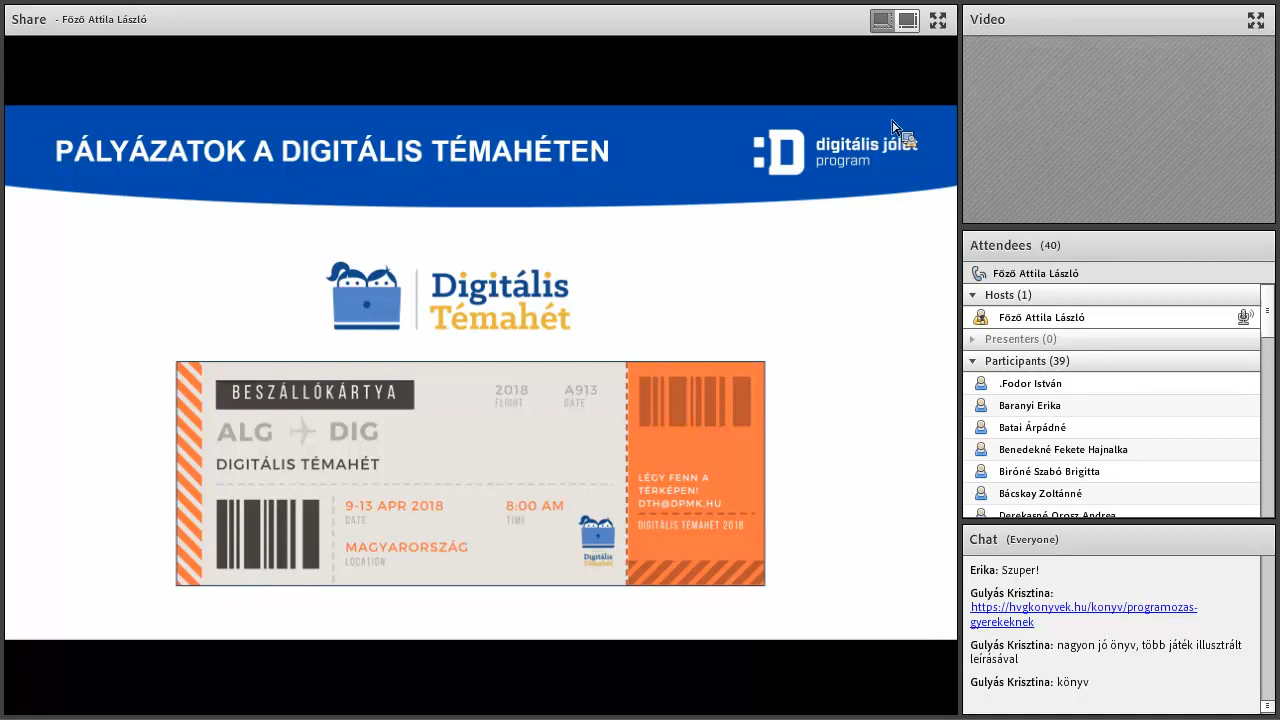 Share - Főző Attila László
PÁLYÁZATOK A DIGITÁLIS TÉMAHÉTEN
:D digitális jólét
program
Digitális
Témahét
BESZÁLLÓKÁRTYA
2018 A913
FLIGHT GATE
ALG DIG
DIGITÁLIS TÉMAHÉT
9-13 APR 2018 8:00 AM
DATE TIME
MAGYARORSZÁG
LOCATION
Digitális
Témahét
LÉGY FENN A
TÉRKÉPEN!
DTH@DPMK.HU
DIGITÁLIS TÉMAHÉT 2018
Video
Attendees (40)
Főző Attila László
Hosts (1)
Főző Attila László
Presenters (0)
Participants (39)
.Fodor István
Baranyi Erika
Batai Árpádné
Benedekné Fekete Hajnalka
Biróné Szabó Brigitta
Bácskay Zoltánné
Derekasné Orosz Andrea
Chat (Everyone)
Erika: Szuper!
Gulyás Krisztina:
https://hvgkonyvek.hu/konyv/programozas-
gyerekeknek
Gulyás Krisztina: nagyon jó önyv, több játék illusztrált
leírásával
Gulyás Krisztina: könyv